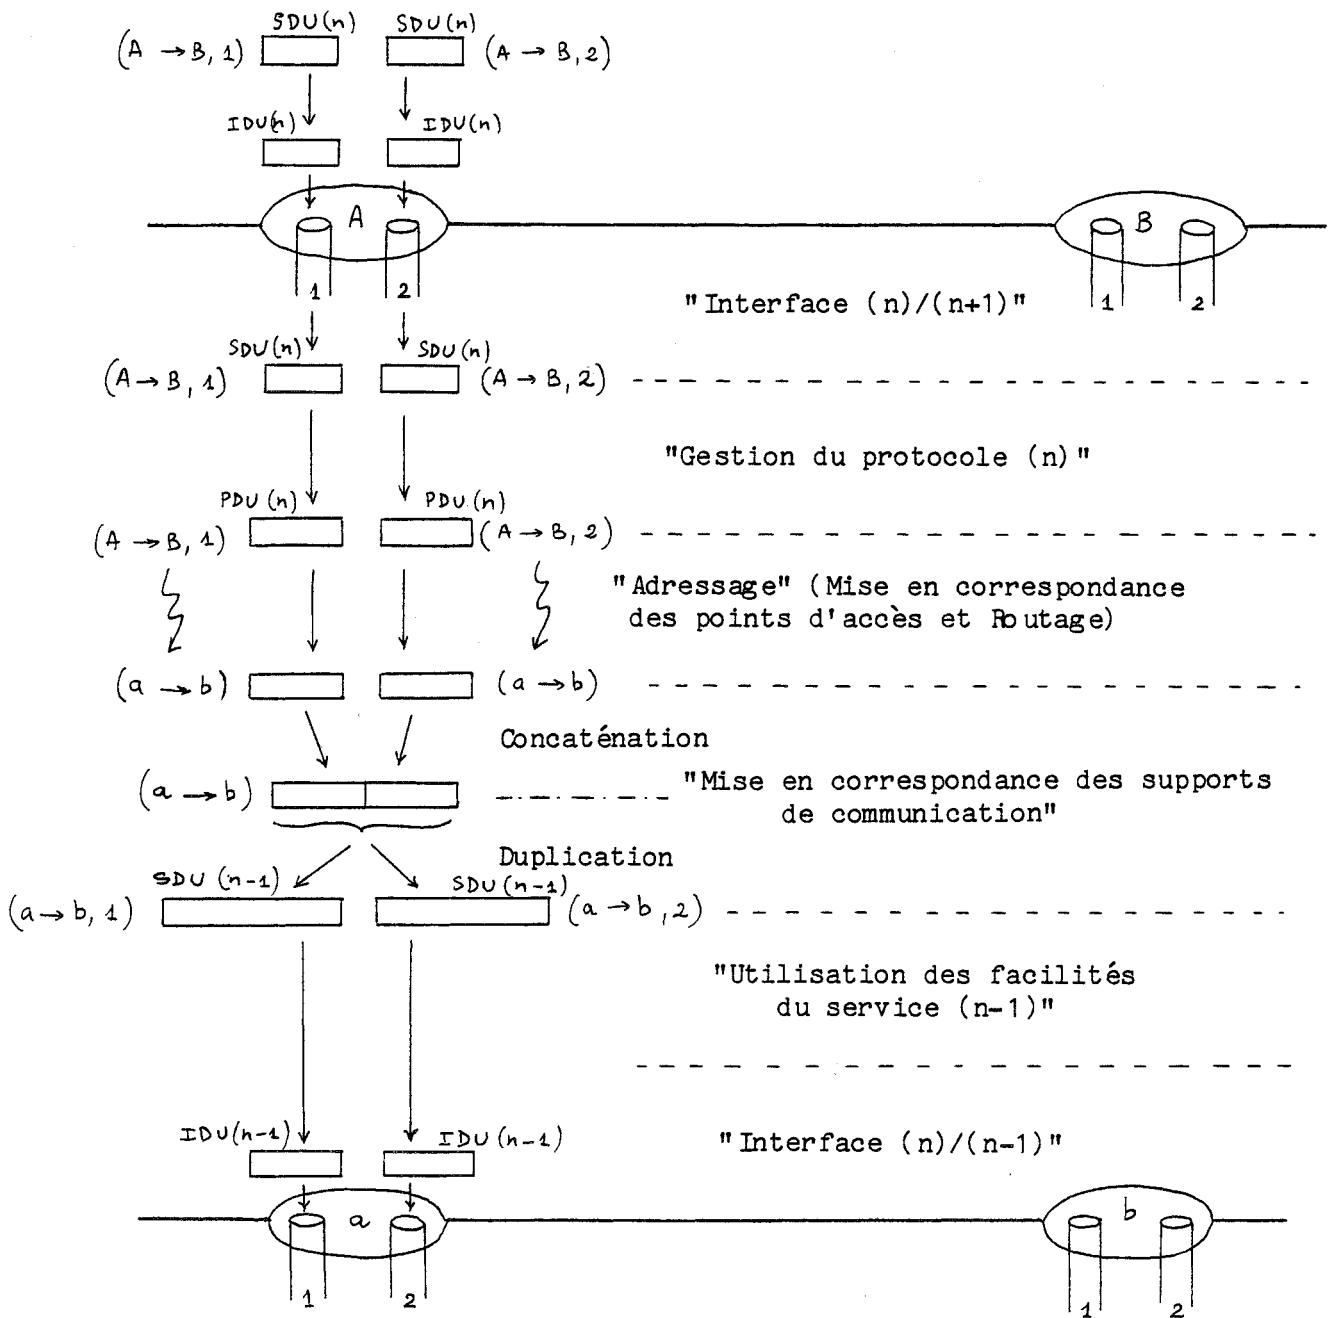 SDU(n) SDU(n)
(A → B, 1) (A → B, 2)
IDU(n) IDU(n)
A B
1 2 1 2
"Interface (n)/(n+1)"
SDU(n) SDU(n)
(A → B, 1) (A → B, 2)
"Gestion du protocole (n)"
PDU(n) PDU(n)
(A → B, 1) (A → B, 2)
"Adressage" (Mise en correspondance
des points d'accès et Routage)
(a → b) (a → b)
Concaténation
(a → b)
"Mise en correspondance des supports
de communication"
Duplication
SDU (n-1) SDU (n-1)
(a → b, 1) (a → b, 2)
"Utilisation des facilités
du service (n-1)"
IDU(n-1) IDU(n-1)
"Interface (n)/(n-1)"
a b
1 2 1 2